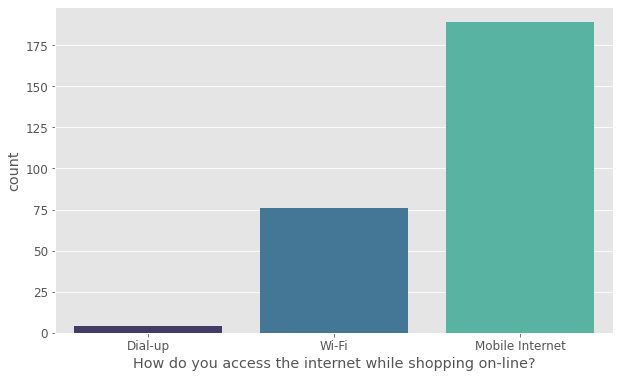 175
150
125
100
75
50
25
0
count
Dial-up
Wi-Fi
Mobile Internet
How do you access the internet while shopping on-line?